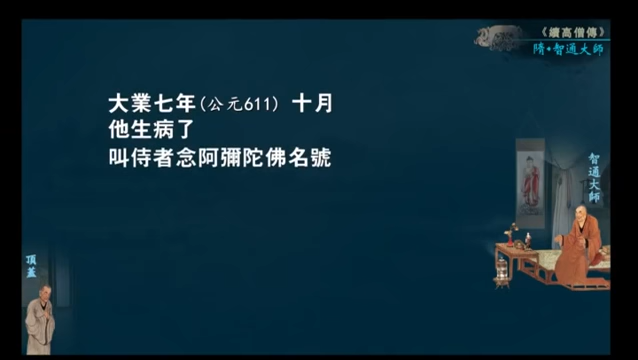 《續高僧傳》
隋•智通大師
大業七年(公元611) 十月
他生病了
叫侍者念阿彌陀佛名號
智通大師
頂蓋